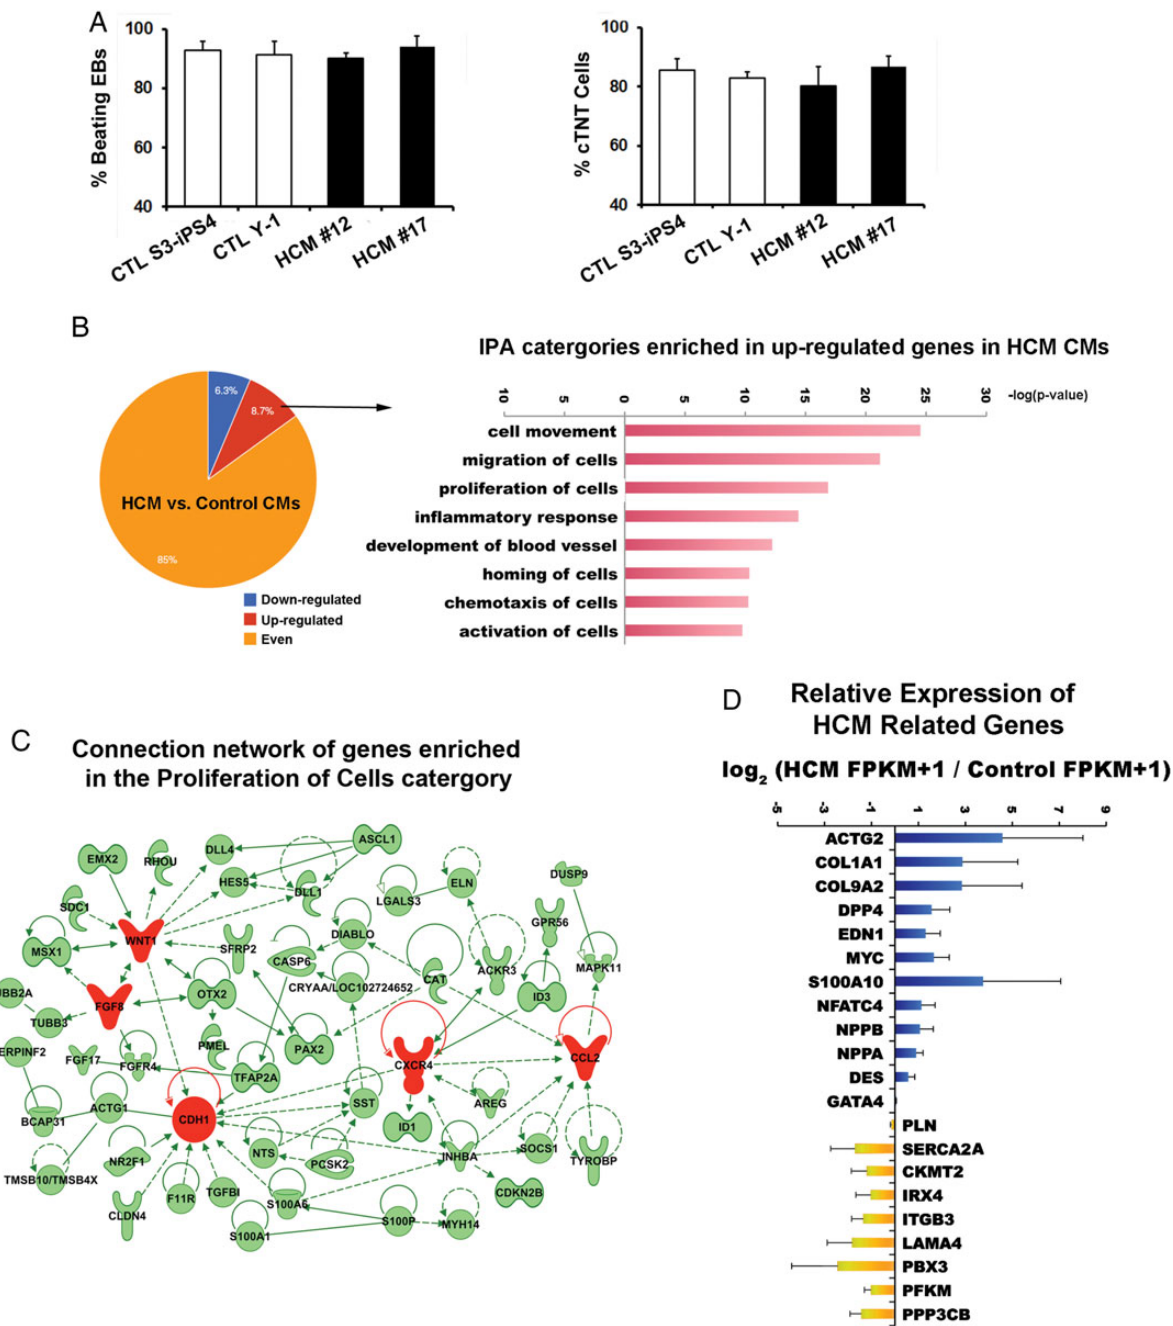 A
100
80
60
40
% Beating EBs
CTL S3-iPS4
CTL Y-1
HCM #12
HCM #17
100
80
60
40
% cTNT Cells
CTL S3-iPS4
CTL Y-1
HCM #12
HCM #17
B
IPA catergories enriched in up-regulated genes in HCM CMs
6.3%
8.7%
HCM vs. Control CMs
85%
Down-regulated
Up-regulated
Even
10 5 0 5 10 15 20 25 30 -log(p-value)
cell movement
migration of cells
proliferation of cells
inflammatory response
development of blood vessel
homing of cells
chemotaxis of cells
activation of cells
C
Connection network of genes enriched
in the Proliferation of Cells catergory
ASCL1
DLL4
EMX2
RHOU
HES5
DLL1
LGALS3
ELN
DUSP9
SDC1
WNT1
SFRP2
DIABLO
GPR56
MSX1
CASP6
ACKR3
MAPK11
CAT
CRYAA/LOC102724652
UBB2A
OTX2
ID3
FGF8
TUBB3
PMEL
PAX2
ERPINF2
FGF17
FGFR4
TFAP2A
CXCR4
CCL2
BCAP31
ACTG1
CDH1
SST
AREG
ID1
TMSB10/TMSB4X
NR2F1
NTS
PCSK2
INHBA
SOCS1
TYROBP
F11R
TGFBI
S100A6
CDKN2B
CLDN4
S100A1
S100P
MYH14
D
Relative Expression of
HCM Related Genes
log2 (HCM FPKM+1 / Control FPKM+1)
-5 -3 -1 1 3 5 7 9
ACTG2
COL1A1
COL9A2
DPP4
EDN1
MYC
S100A10
NFATC4
NPPB
NPPA
DES
GATA4
PLN
SERCA2A
CKMT2
IRX4
ITGB3
LAMA4
PBX3
PFKM
PPP3CB